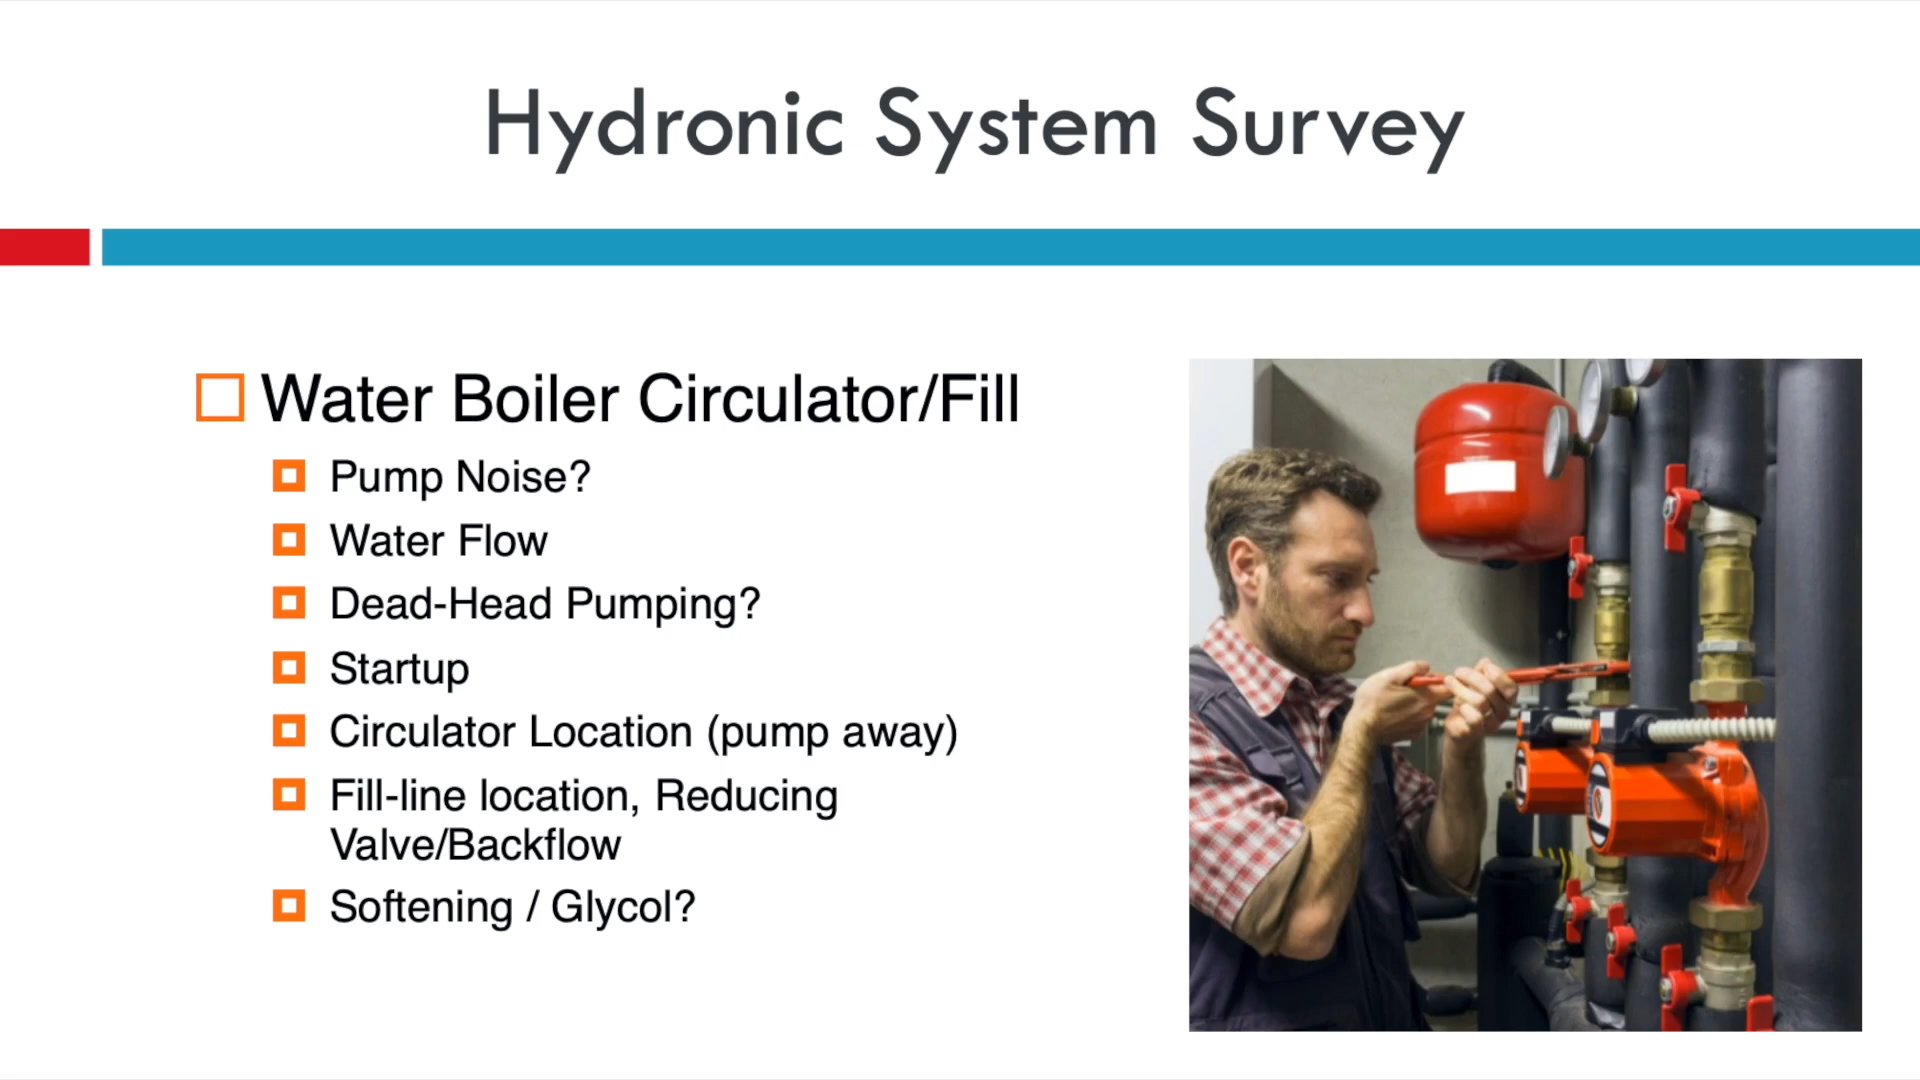 Hydronic System Survey
Water Boiler Circulator/Fill
Pump Noise?
Water Flow
Dead-Head Pumping?
Startup
Circulator Location (pump away)
Fill-line location, Reducing
Valve/Backflow
Softening / Glycol?